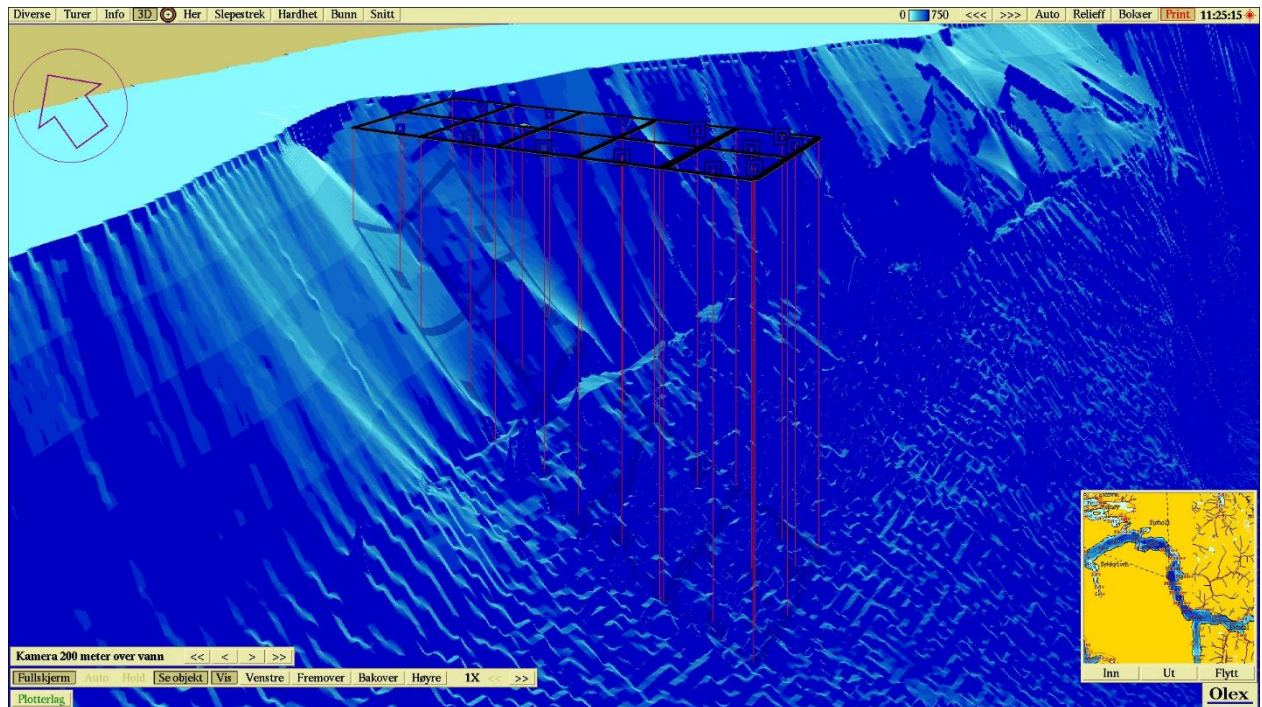 Diverse Turer Info 3D Her Slepestrek Hardhet Bunn Snitt 0 750 <<< >>> Auto Relieff Bokser Print 11:25:15
Kamera 200 meter over vann << < > >>
Fullskjerm Auto Hold Se objekt Vis Venstre Fremover Bakover Høyre 1X << >>
Plotterlag
Inn Ut Flytt
Olex